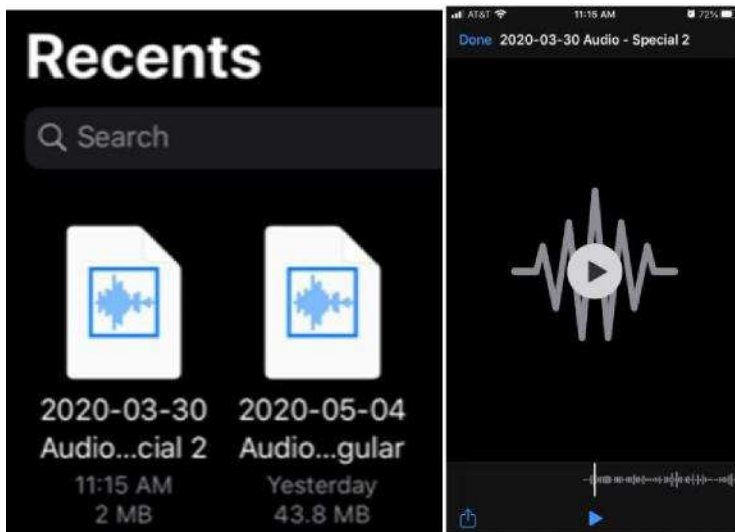 Recents
Search
2020-03-30
Audio...cial 2
11:15 AM
2 MB
2020-05-04
Audio...gular
Yesterday
43.8 MB
AT&T 11:15 AM 72%
Done 2020-03-30 Audio - Special 2